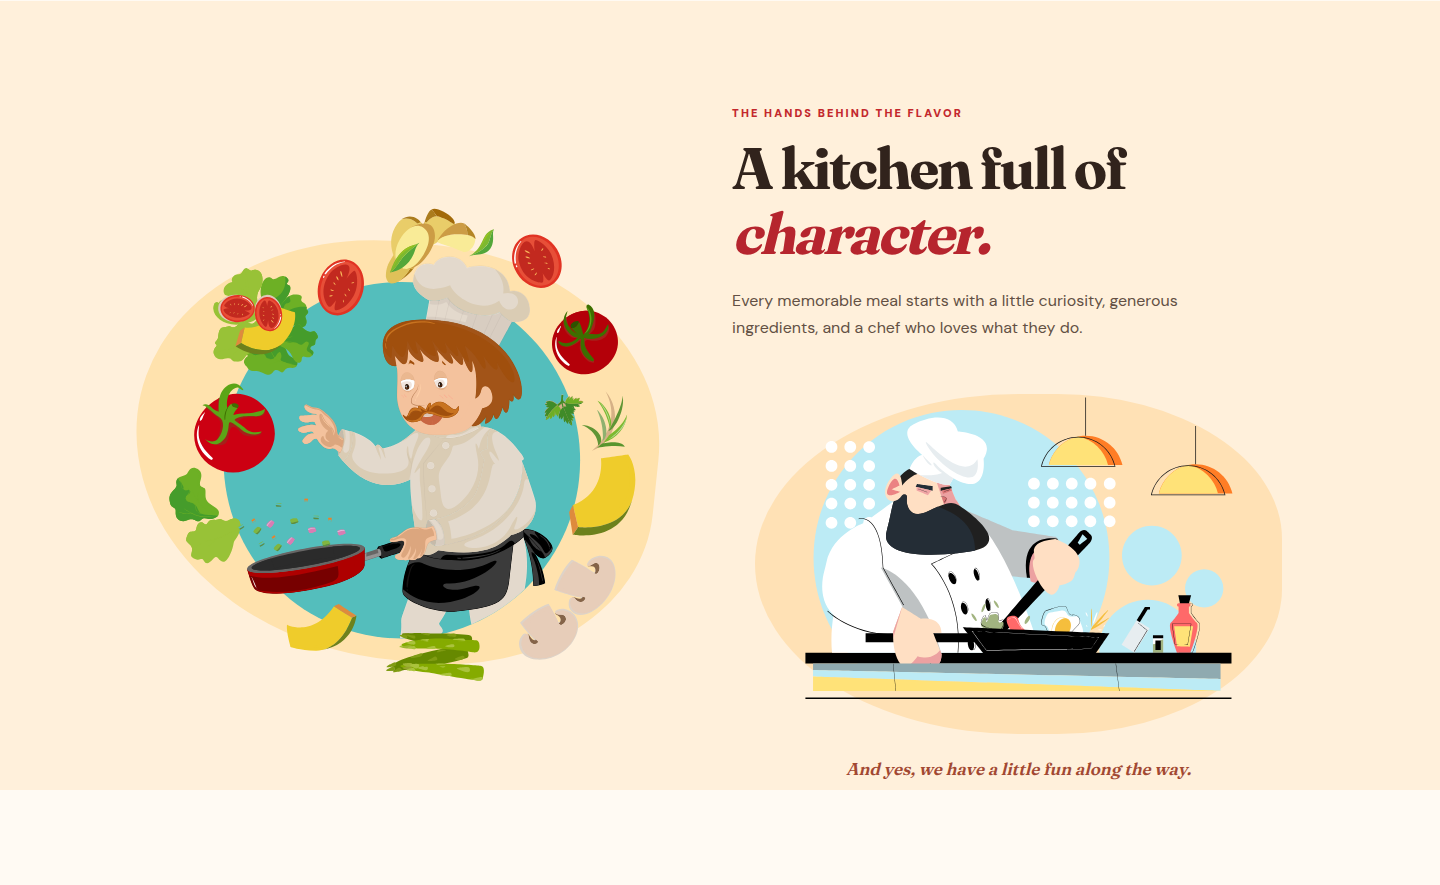 THE HANDS BEHIND THE FLAVOR
A kitchen full of
character.
Every memorable meal starts with a little curiosity, generous
ingredients, and a chef who loves what they do.
And yes, we have a little fun along the way.